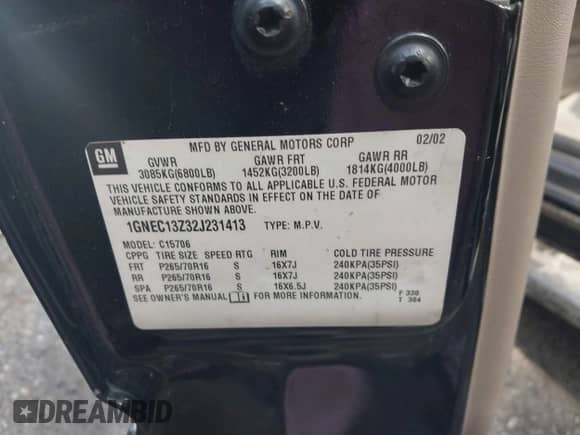 GM
MFD BY GENERAL MOTORS CORP 02/02
GVWR GAWR FRT GAWR RR
3085KG(6800LB) 1452KG(3200LB) 1814KG(4000LB)
THIS VEHICLE CONFORMS TO ALL APPLICABLE U.S. FEDERAL MOTOR
VEHICLE SAFETY STANDARDS IN EFFECT ON THE DATE OF
MANUFACTURE SHOWN ABOVE.
1GNEC13Z32J231413 TYPE: M.P.V.
MODEL: C15706
CPPG TIRE SIZE SPEED RTG RIM COLD TIRE PRESSURE
FRT P265/70R16 S 16X7J 240KPA(35PSI)
RR P265/70R16 S 16X7J 240KPA(35PSI)
SPA P265/70R16 S 16X6.5J 240KPA(35PSI)
SEE OWNER'S MANUAL FOR MORE INFORMATION. F 330
T 304
DREAMBID